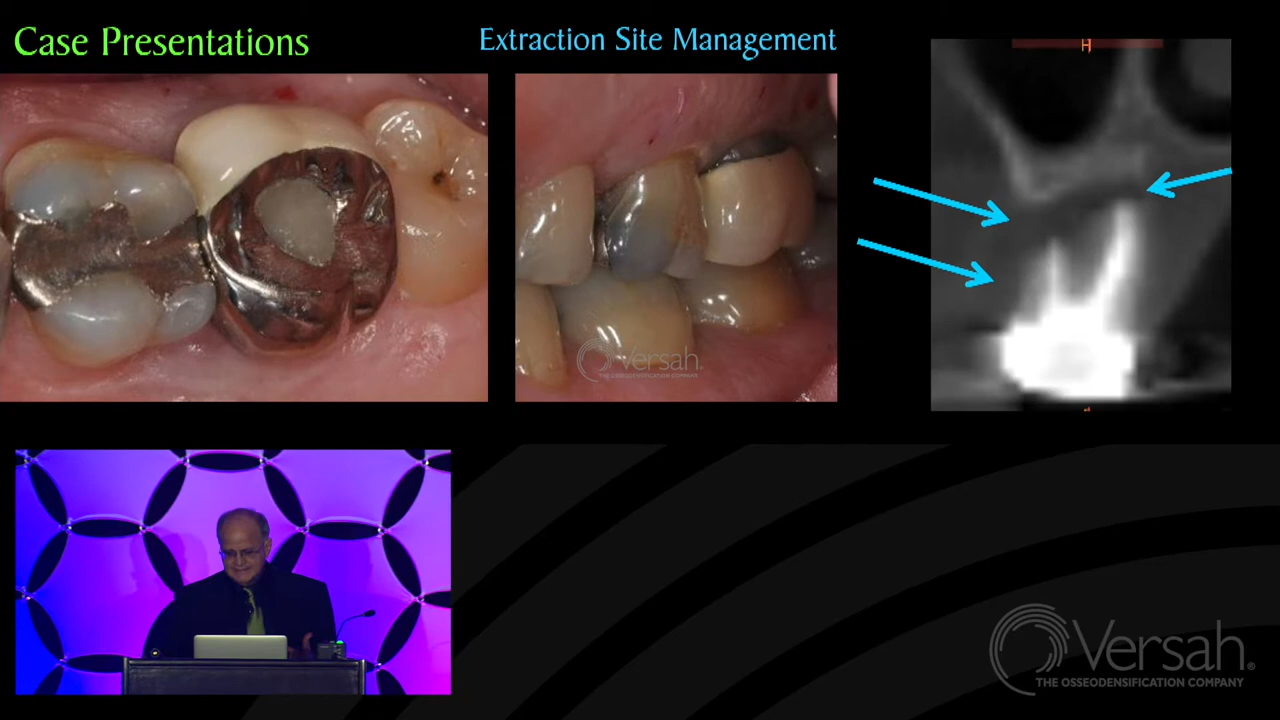 Case Presentations
Extraction Site Management
H
Versah®
THE OSSEODENSIFICATION COMPANY
Versah®
THE OSSEODENSIFICATION COMPANY